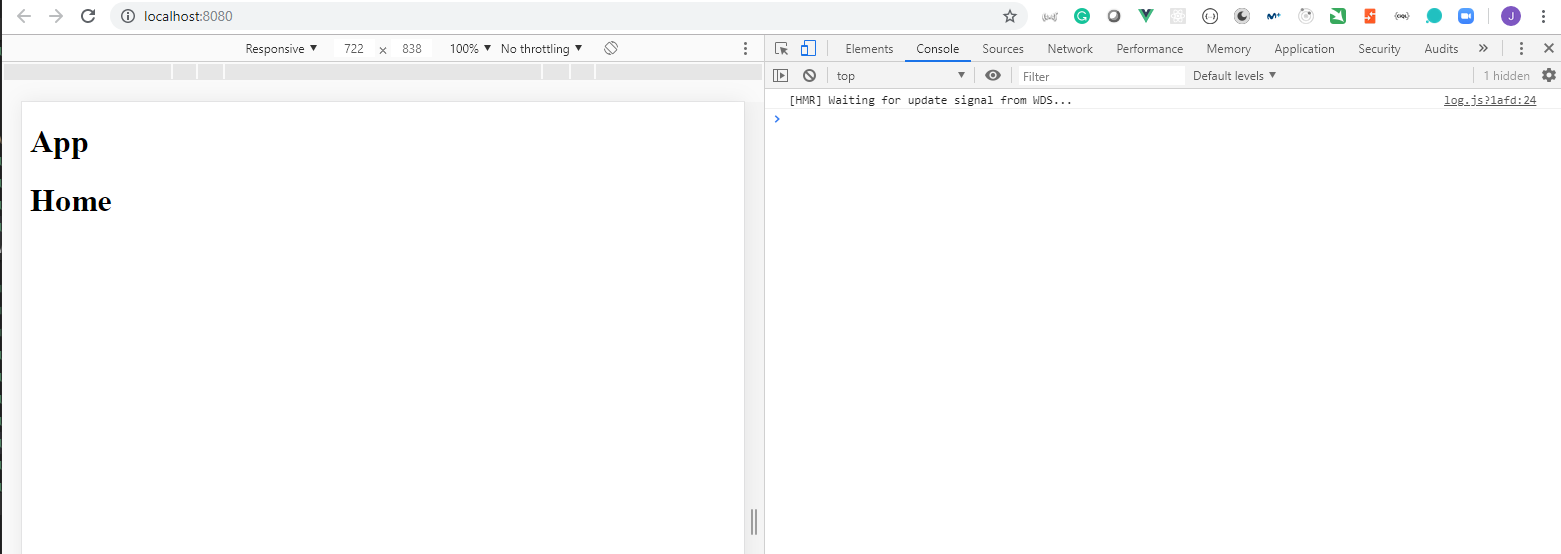 localhost:8080
Responsive ▼ 722 × 838 100% ▼ No throttling ▼
Elements Console Sources Network Performance Memory Application Security Audits »
top ▼ Filter Default levels ▼ 1 hidden
[HMR] Waiting for update signal from WDS... log.js?1afd:24
App
Home
J